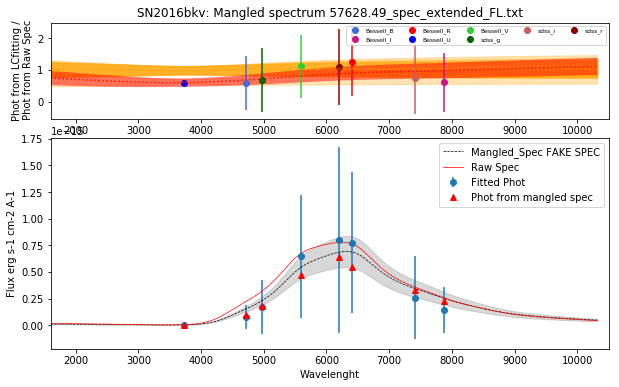 SN2016bkv: Mangled spectrum 57628.49_spec_extended_FL.txt
Phot from LCfitting /
Phot from Raw Spec
2
1
0
Bessell_B
Bessell_R
Bessell_V
sdss_i
sdss_r
Bessell_I
Bessell_U
sdss_g
2000
3000
4000
5000
6000
7000
8000
9000
10000
1e−15
Flux erg s-1 cm-2 A-1
1.75
1.50
1.25
1.00
0.75
0.50
0.25
0.00
Mangled_Spec FAKE SPEC
Raw Spec
Fitted Phot
Phot from mangled spec
2000
3000
4000
5000
6000
7000
8000
9000
10000
Wavelenght